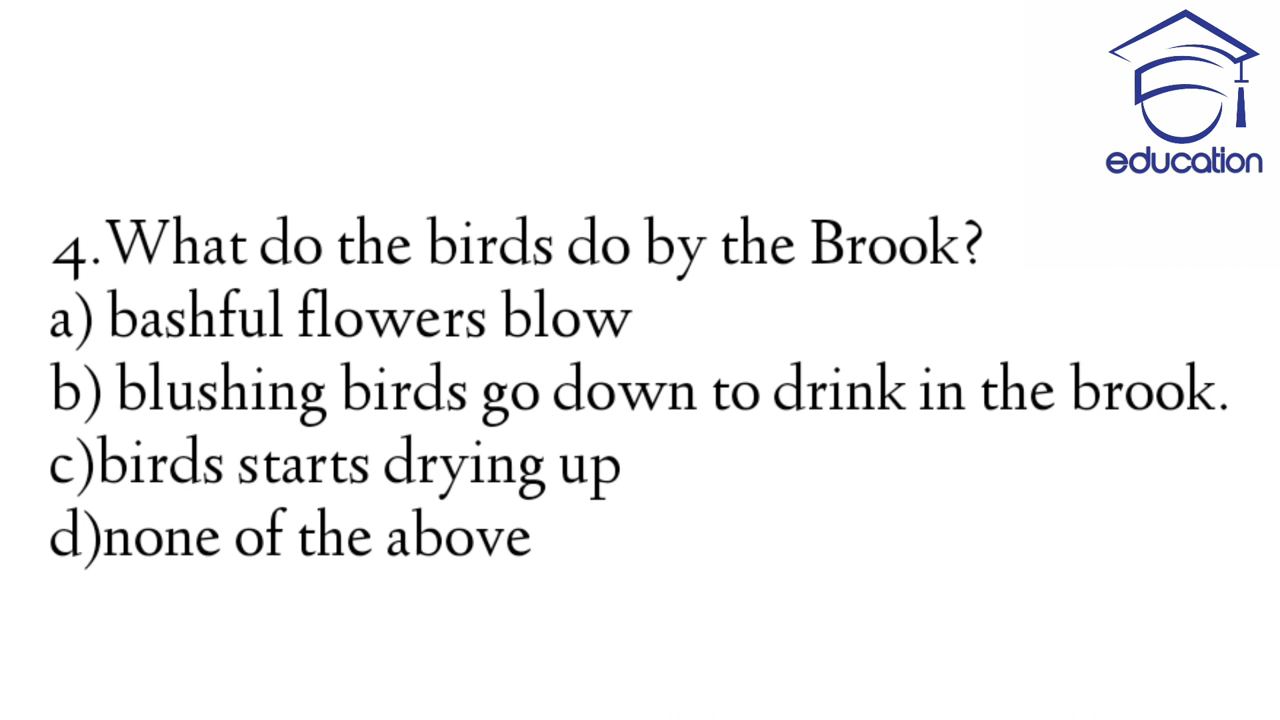 education
4.What do the birds do by the Brook?
a) bashful flowers blow
b) blushing birds go down to drink in the brook.
c)birds starts drying up
d)none of the above